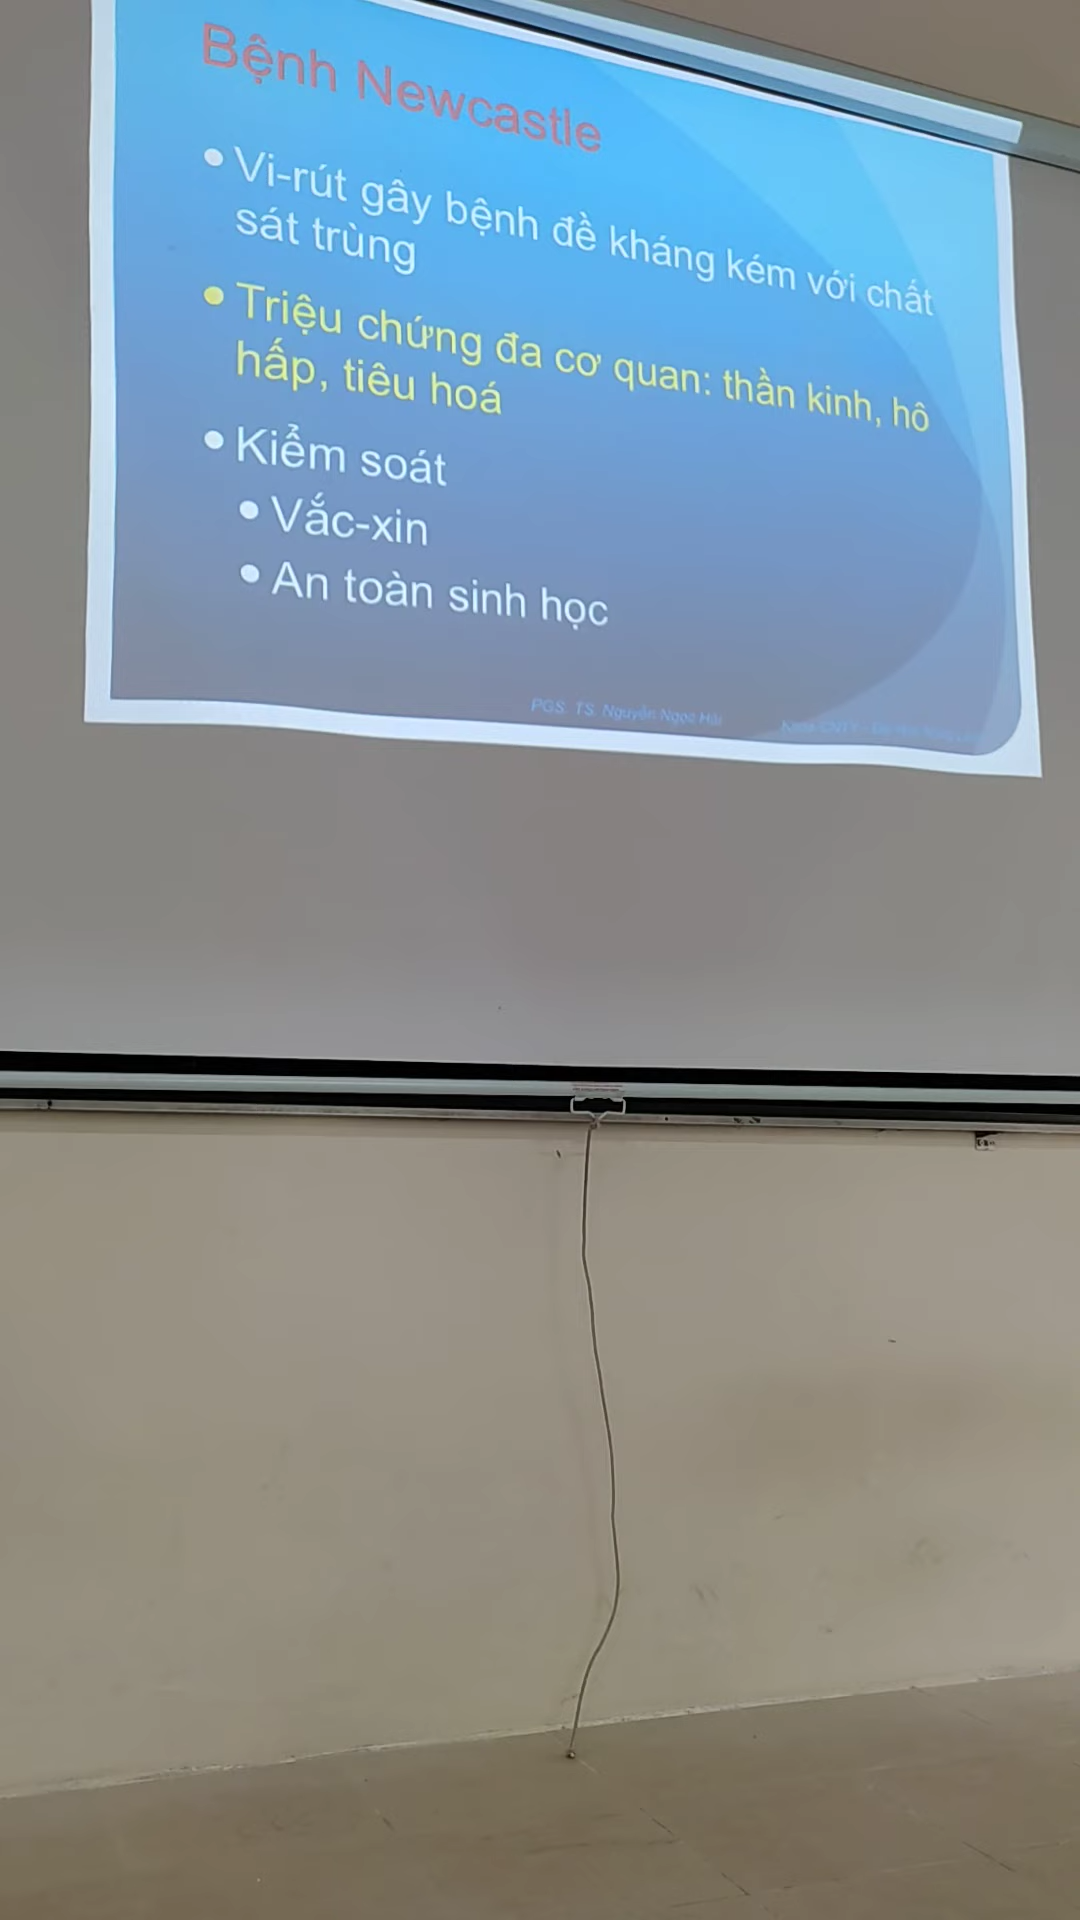 Bệnh Newcastle
• Vi-rút gây bệnh đề kháng kém với chất
sát trùng
• Triệu chứng đa cơ quan: thần kinh, hô
hấp, tiêu hoá
• Kiểm soát
• Vắc-xin
• An toàn sinh học
PGS. TS. Nguyễn Ngọc Hải